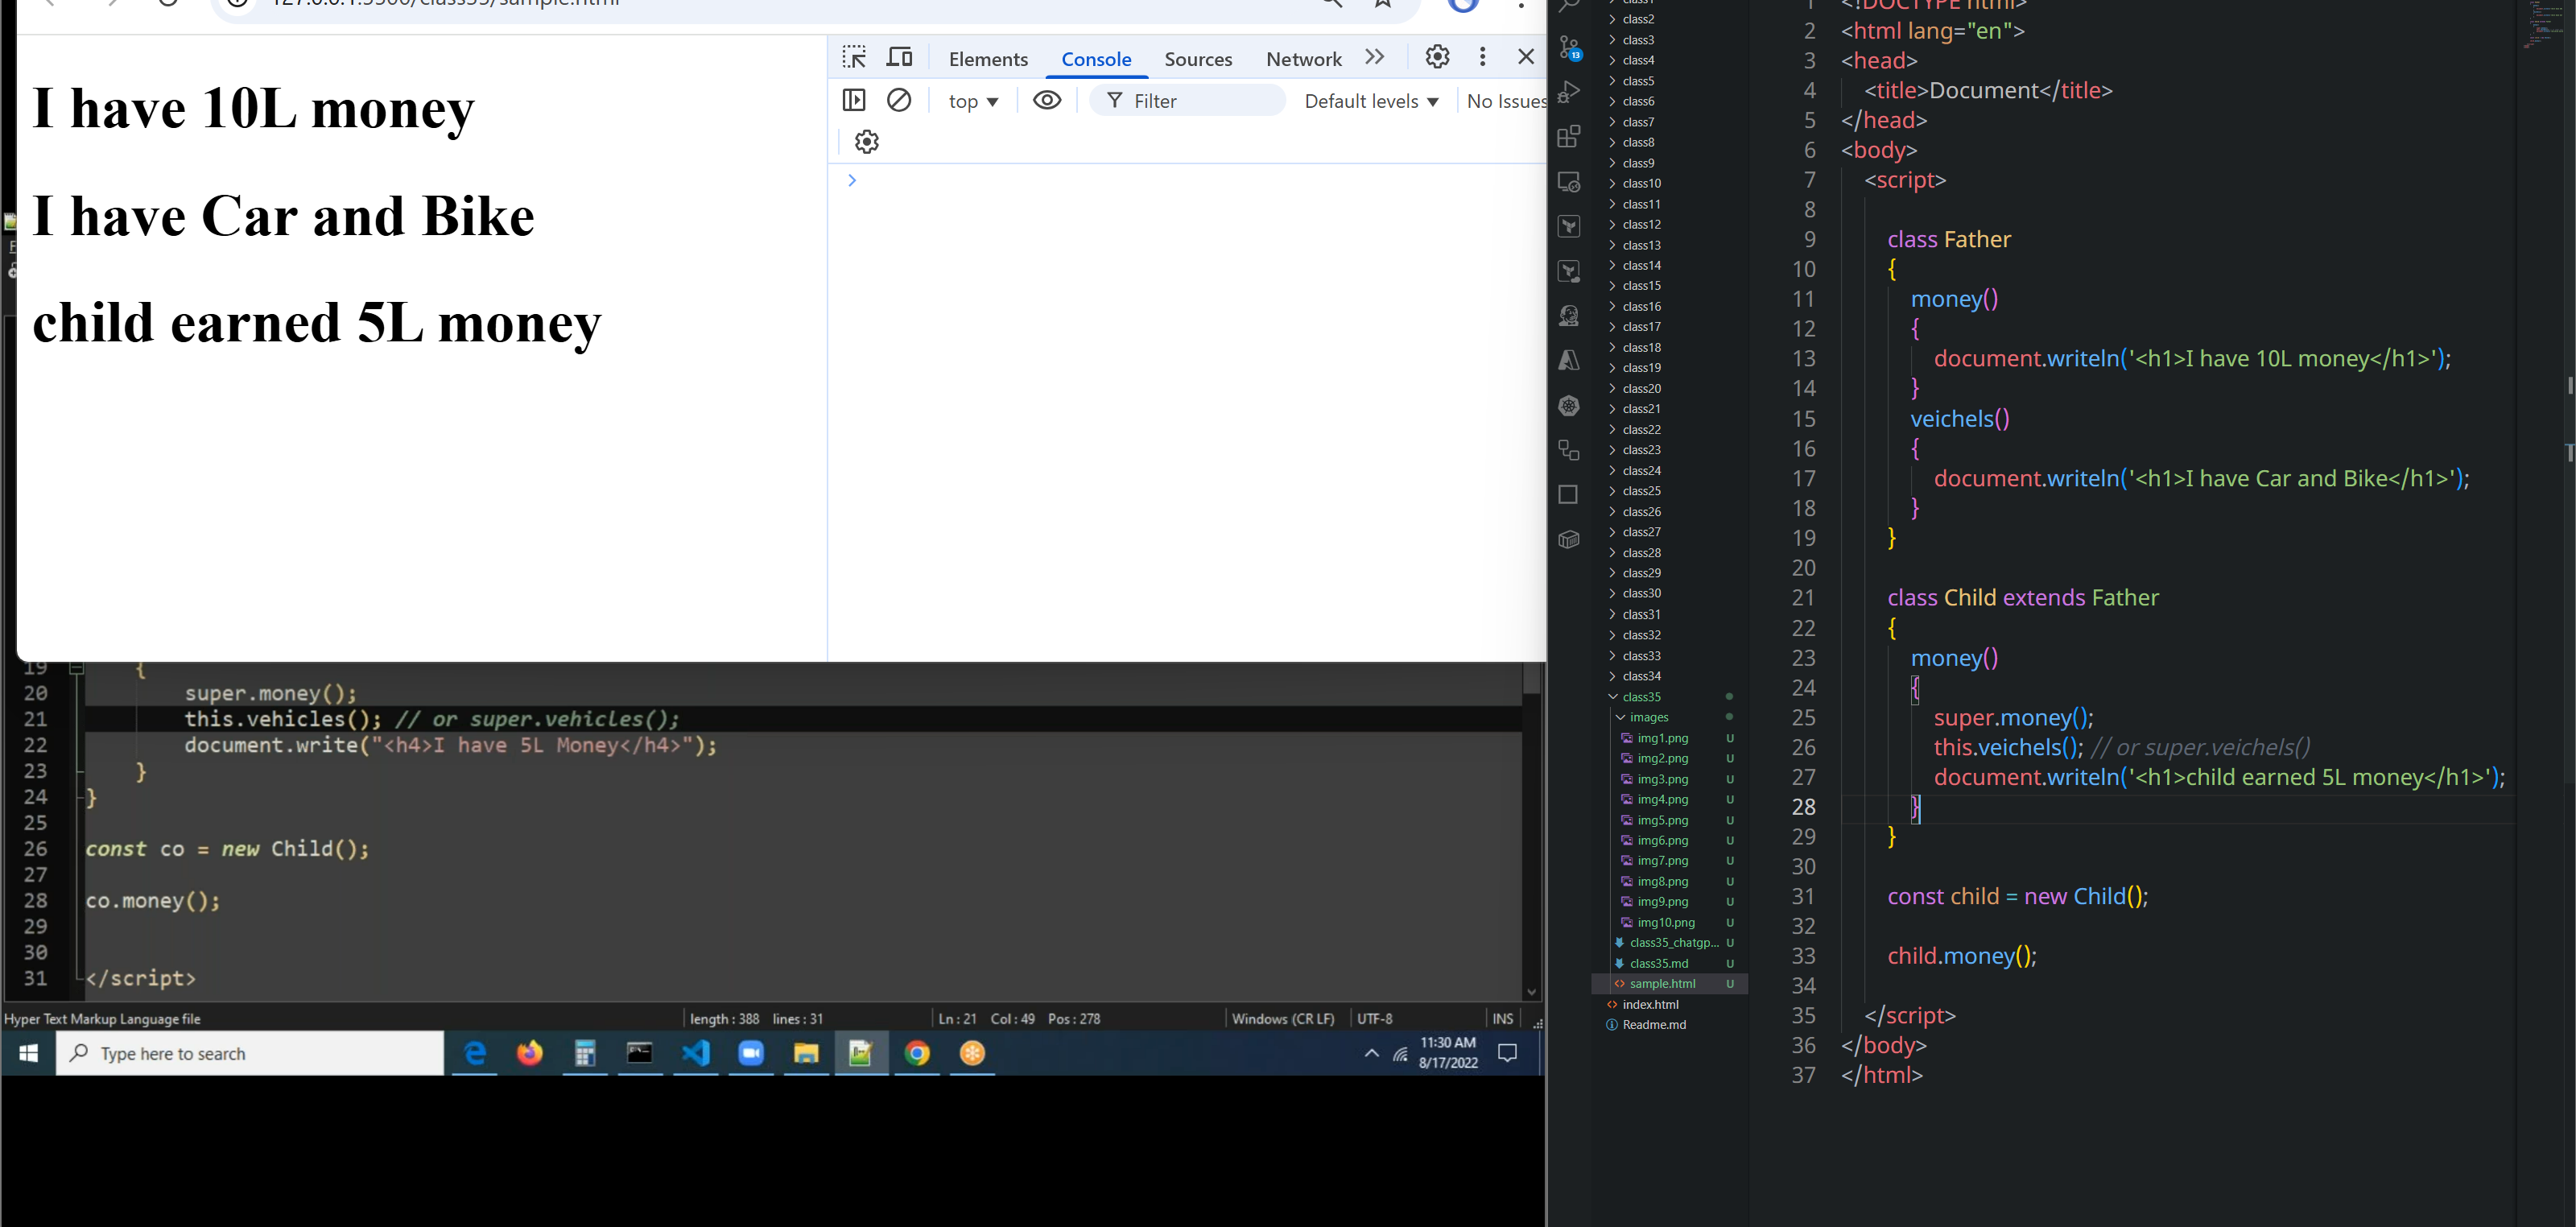 I have 10L money
I have Car and Bike
child earned 5L money
Elements
Console
Sources
Network
top
Filter
Default levels
No Issues
19 {
20 super.money();
21 this.vehicles(); // or super.vehicles();
22 document.write("<h4>I have 5L Money</h4>");
23 }
24 }
25
26 const co = new Child();
27
28 co.money();
29
30
31 </script>
Hyper Text Markup Language file
length : 388 lines : 31
Ln : 21 Col : 49 Pos : 278
Windows (CR LF)
UTF-8
INS
Type here to search
11:30 AM
8/17/2022
13
class2
class3
class4
class5
class6
class7
class8
class9
class10
class11
class12
class13
class14
class15
class16
class17
class18
class19
class20
class21
class22
class23
class24
class25
class26
class27
class28
class29
class30
class31
class32
class33
class34
class35
images
img1.png U
img2.png U
img3.png U
img4.png U
img5.png U
img6.png U
img7.png U
img8.png U
img9.png U
img10.png U
class35_chatgp... U
class35.md U
sample.html U
index.html
Readme.md
1 <!DOCTYPE html>
2 <html lang="en">
3 <head>
4 <title>Document</title>
5 </head>
6 <body>
7 <script>
8
9 class Father
10 {
11 money()
12 {
13 document.writeln('<h1>I have 10L money</h1>');
14 }
15 veichels()
16 {
17 document.writeln('<h1>I have Car and Bike</h1>');
18 }
19 }
20
21 class Child extends Father
22 {
23 money()
24 {
25 super.money();
26 this.veichels(); // or super.veichels()
27 document.writeln('<h1>child earned 5L money</h1>');
28 }
29 }
30
31 const child = new Child();
32
33 child.money();
34
35 </script>
36 </body>
37 </html>